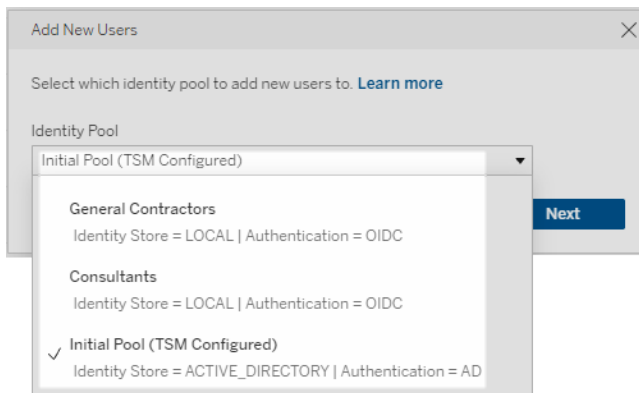 Add New Users
Select which identity pool to add new users to. Learn more
Identity Pool
Initial Pool (TSM Configured)
General Contractors
Identity Store = LOCAL | Authentication = OIDC
Next
Consultants
Identity Store = LOCAL | Authentication = OIDC
Initial Pool (TSM Configured)
Identity Store = ACTIVE_DIRECTORY | Authentication = AD